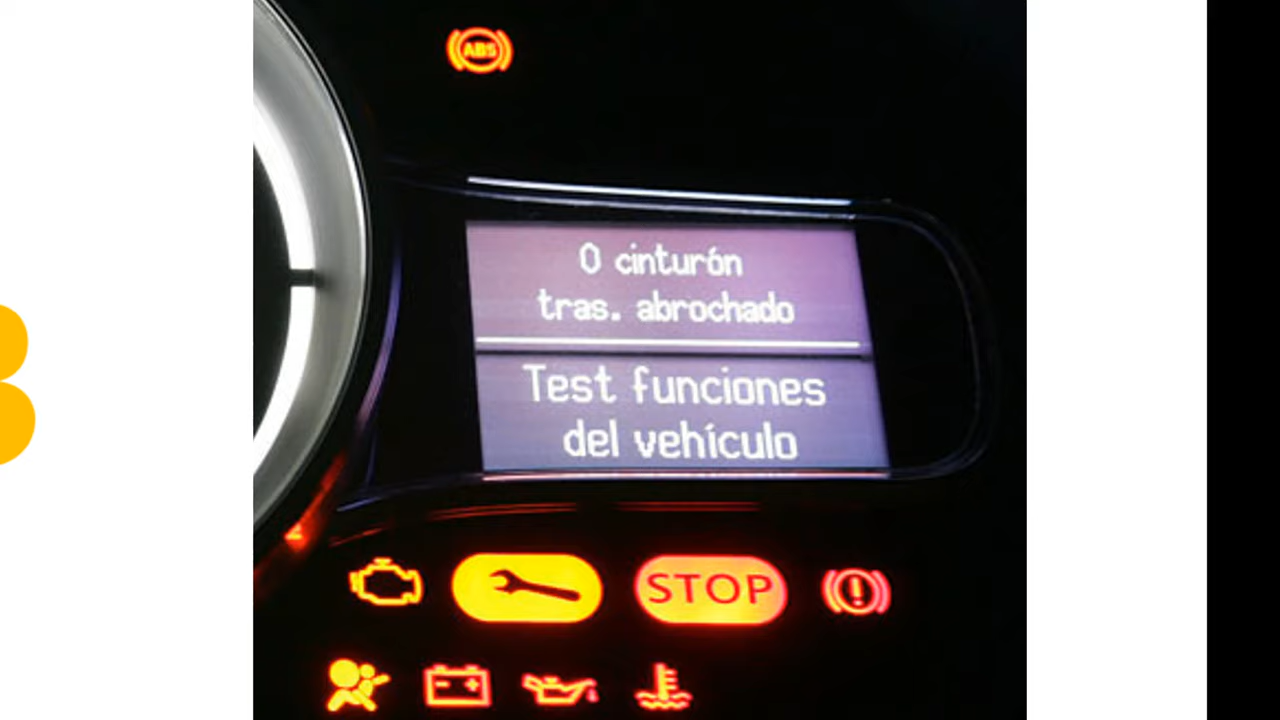 ABS
0 cinturón
tras. abrochado
Test funciones
del vehículo
STOP